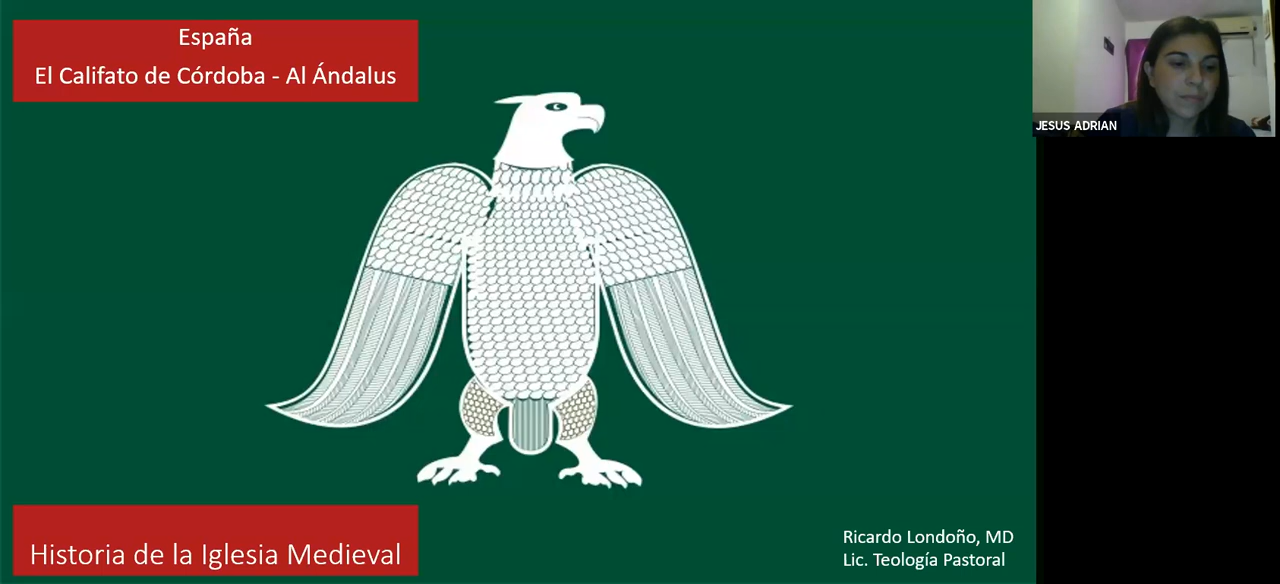 España
El Califato de Córdoba - Al Ándalus
JESUS ADRIAN
Historia de la Iglesia Medieval
Ricardo Londoño, MD
Lic. Teología Pastoral